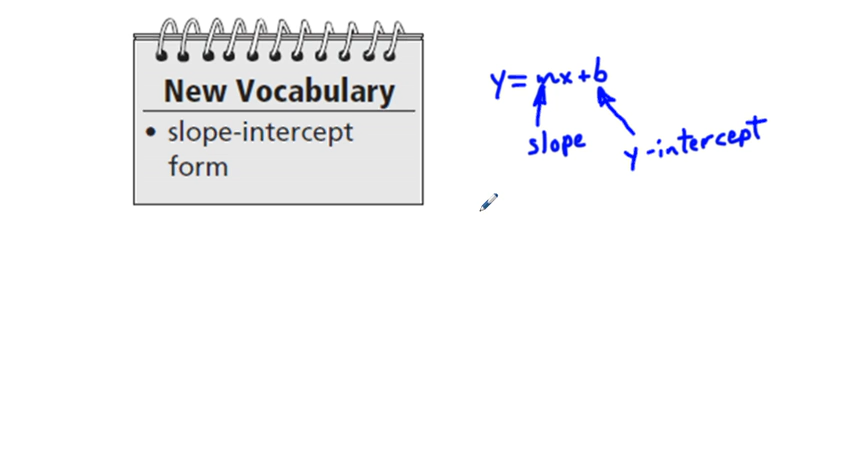 New Vocabulary
• slope-intercept
form
y = mx + b
slope
y-intercept